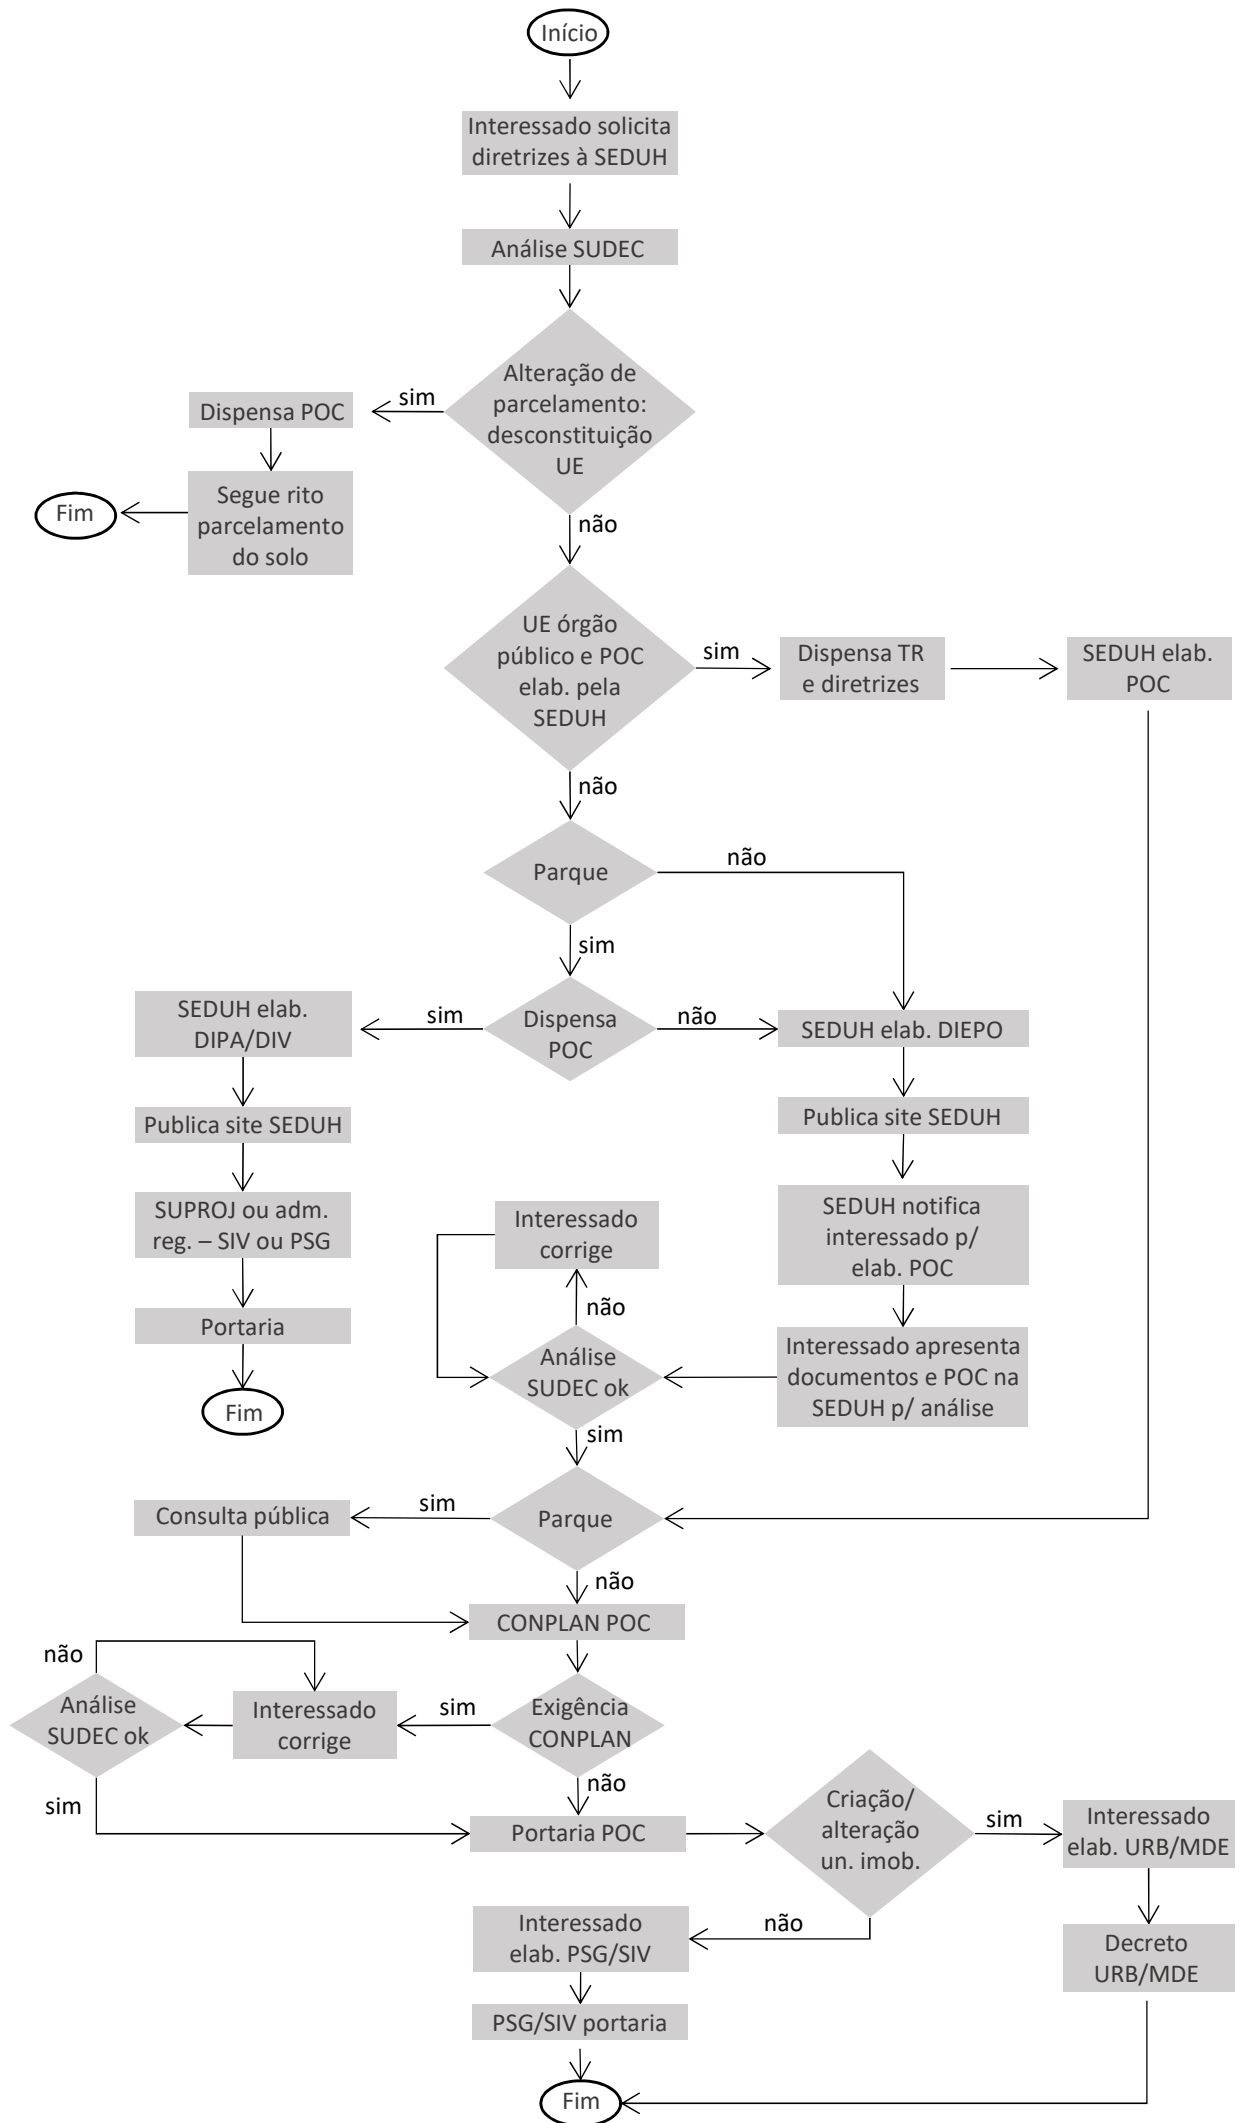 Início
Interessado solicita
diretrizes à SEDUH
Análise SUDEC
Alteração de
parcelamento:
desconstituição
UE
sim
Dispensa POC
Segue rito
parcelamento
do solo
Fim
não
UE órgão
público e POC
elab. pela
SEDUH
sim
Dispensa TR
e diretrizes
SEDUH elab.
POC
não
Parque
não
sim
Dispensa
POC
sim
não
SEDUH elab.
DIPA/DIV
SEDUH elab. DIEPO
Publica site SEDUH
Publica site SEDUH
SUPROJ ou adm.
reg. – SIV ou PSG
SEDUH notifica
interessado p/
elab. POC
Interessado
corrige
não
Portaria
Fim
Análise
SUDEC ok
Interessado apresenta
documentos e POC na
SEDUH p/ análise
sim
Parque
sim
Consulta pública
não
CONPLAN POC
não
Análise
SUDEC ok
Interessado
corrige
sim
Exigência
CONPLAN
sim
não
Portaria POC
Criação/
alteração
un. imob.
sim
Interessado
elab. URB/MDE
não
Interessado
elab. PSG/SIV
Decreto
URB/MDE
PSG/SIV portaria
Fim